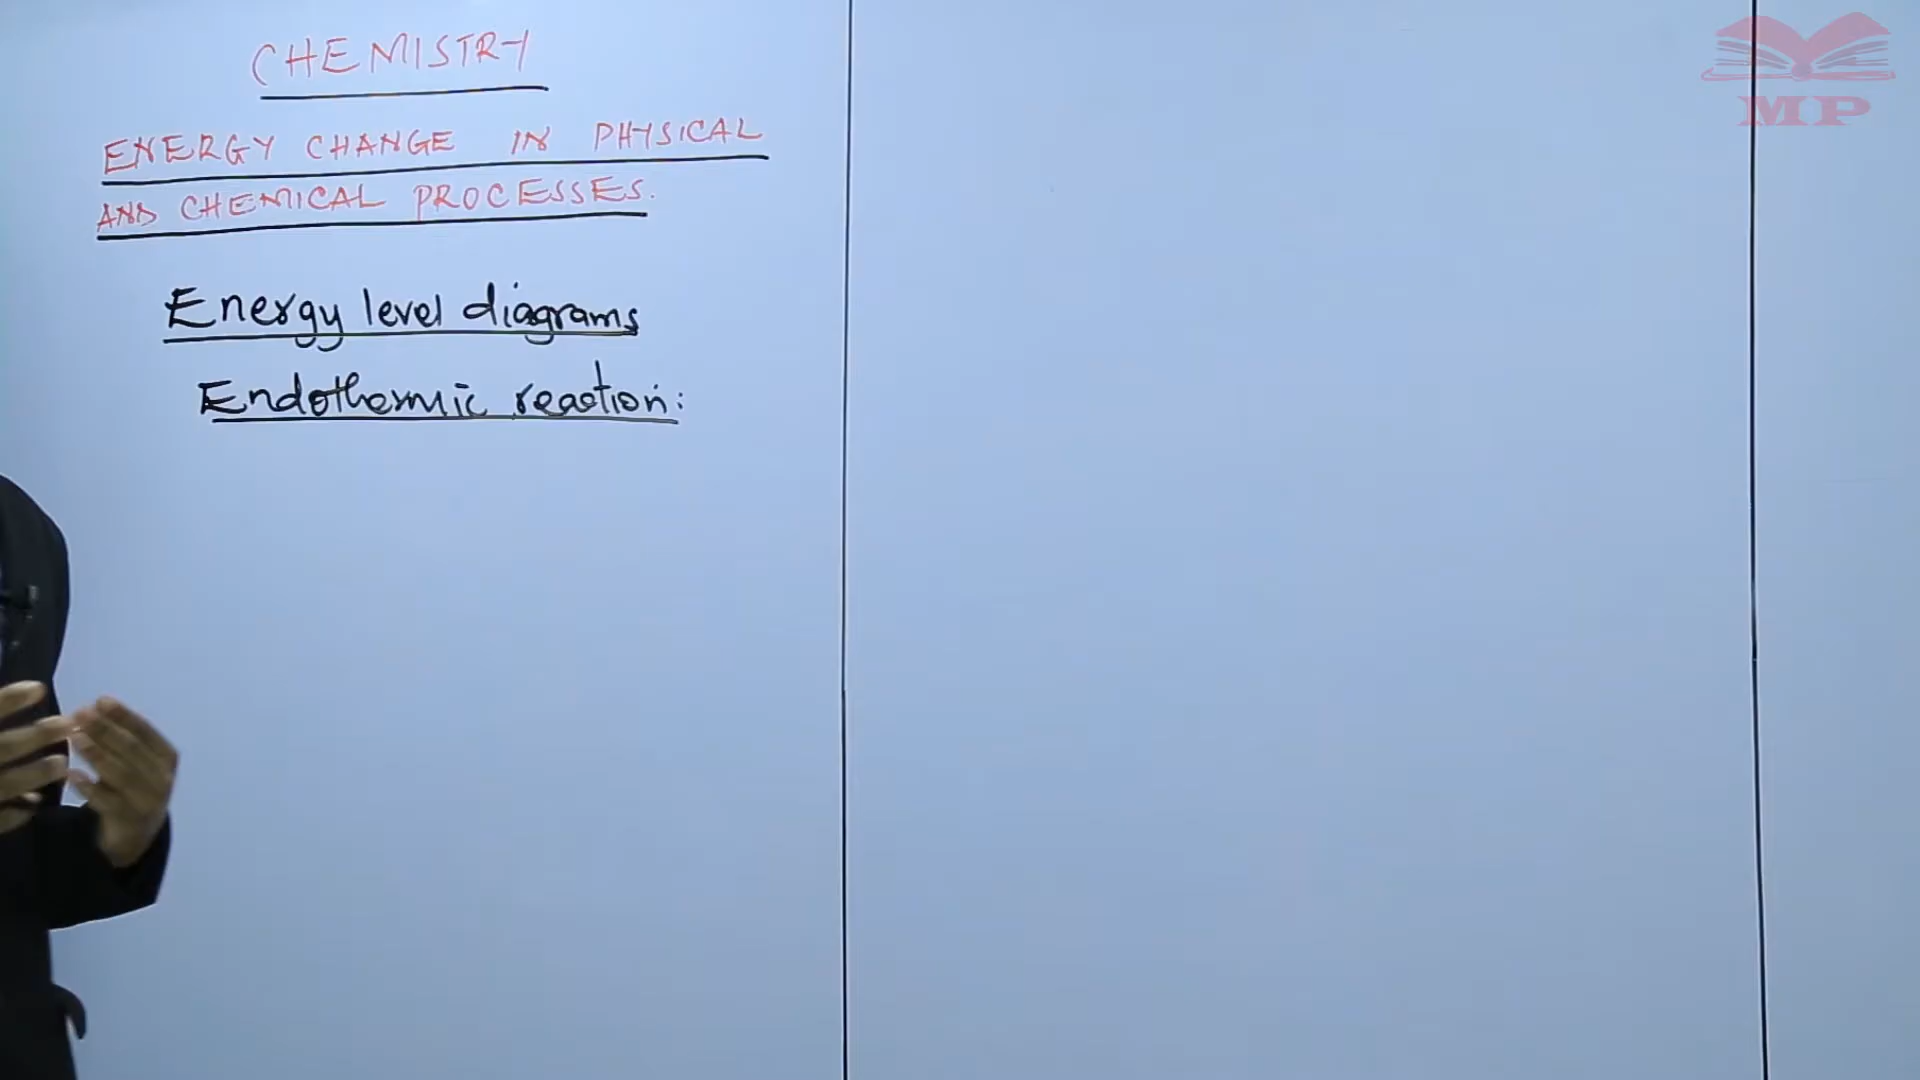 CHEMISTRY
ENERGY CHANGE IN PHYSICAL
AND CHEMICAL PROCESSES.
Energy level diagrams
Endothermic reaction:
MP